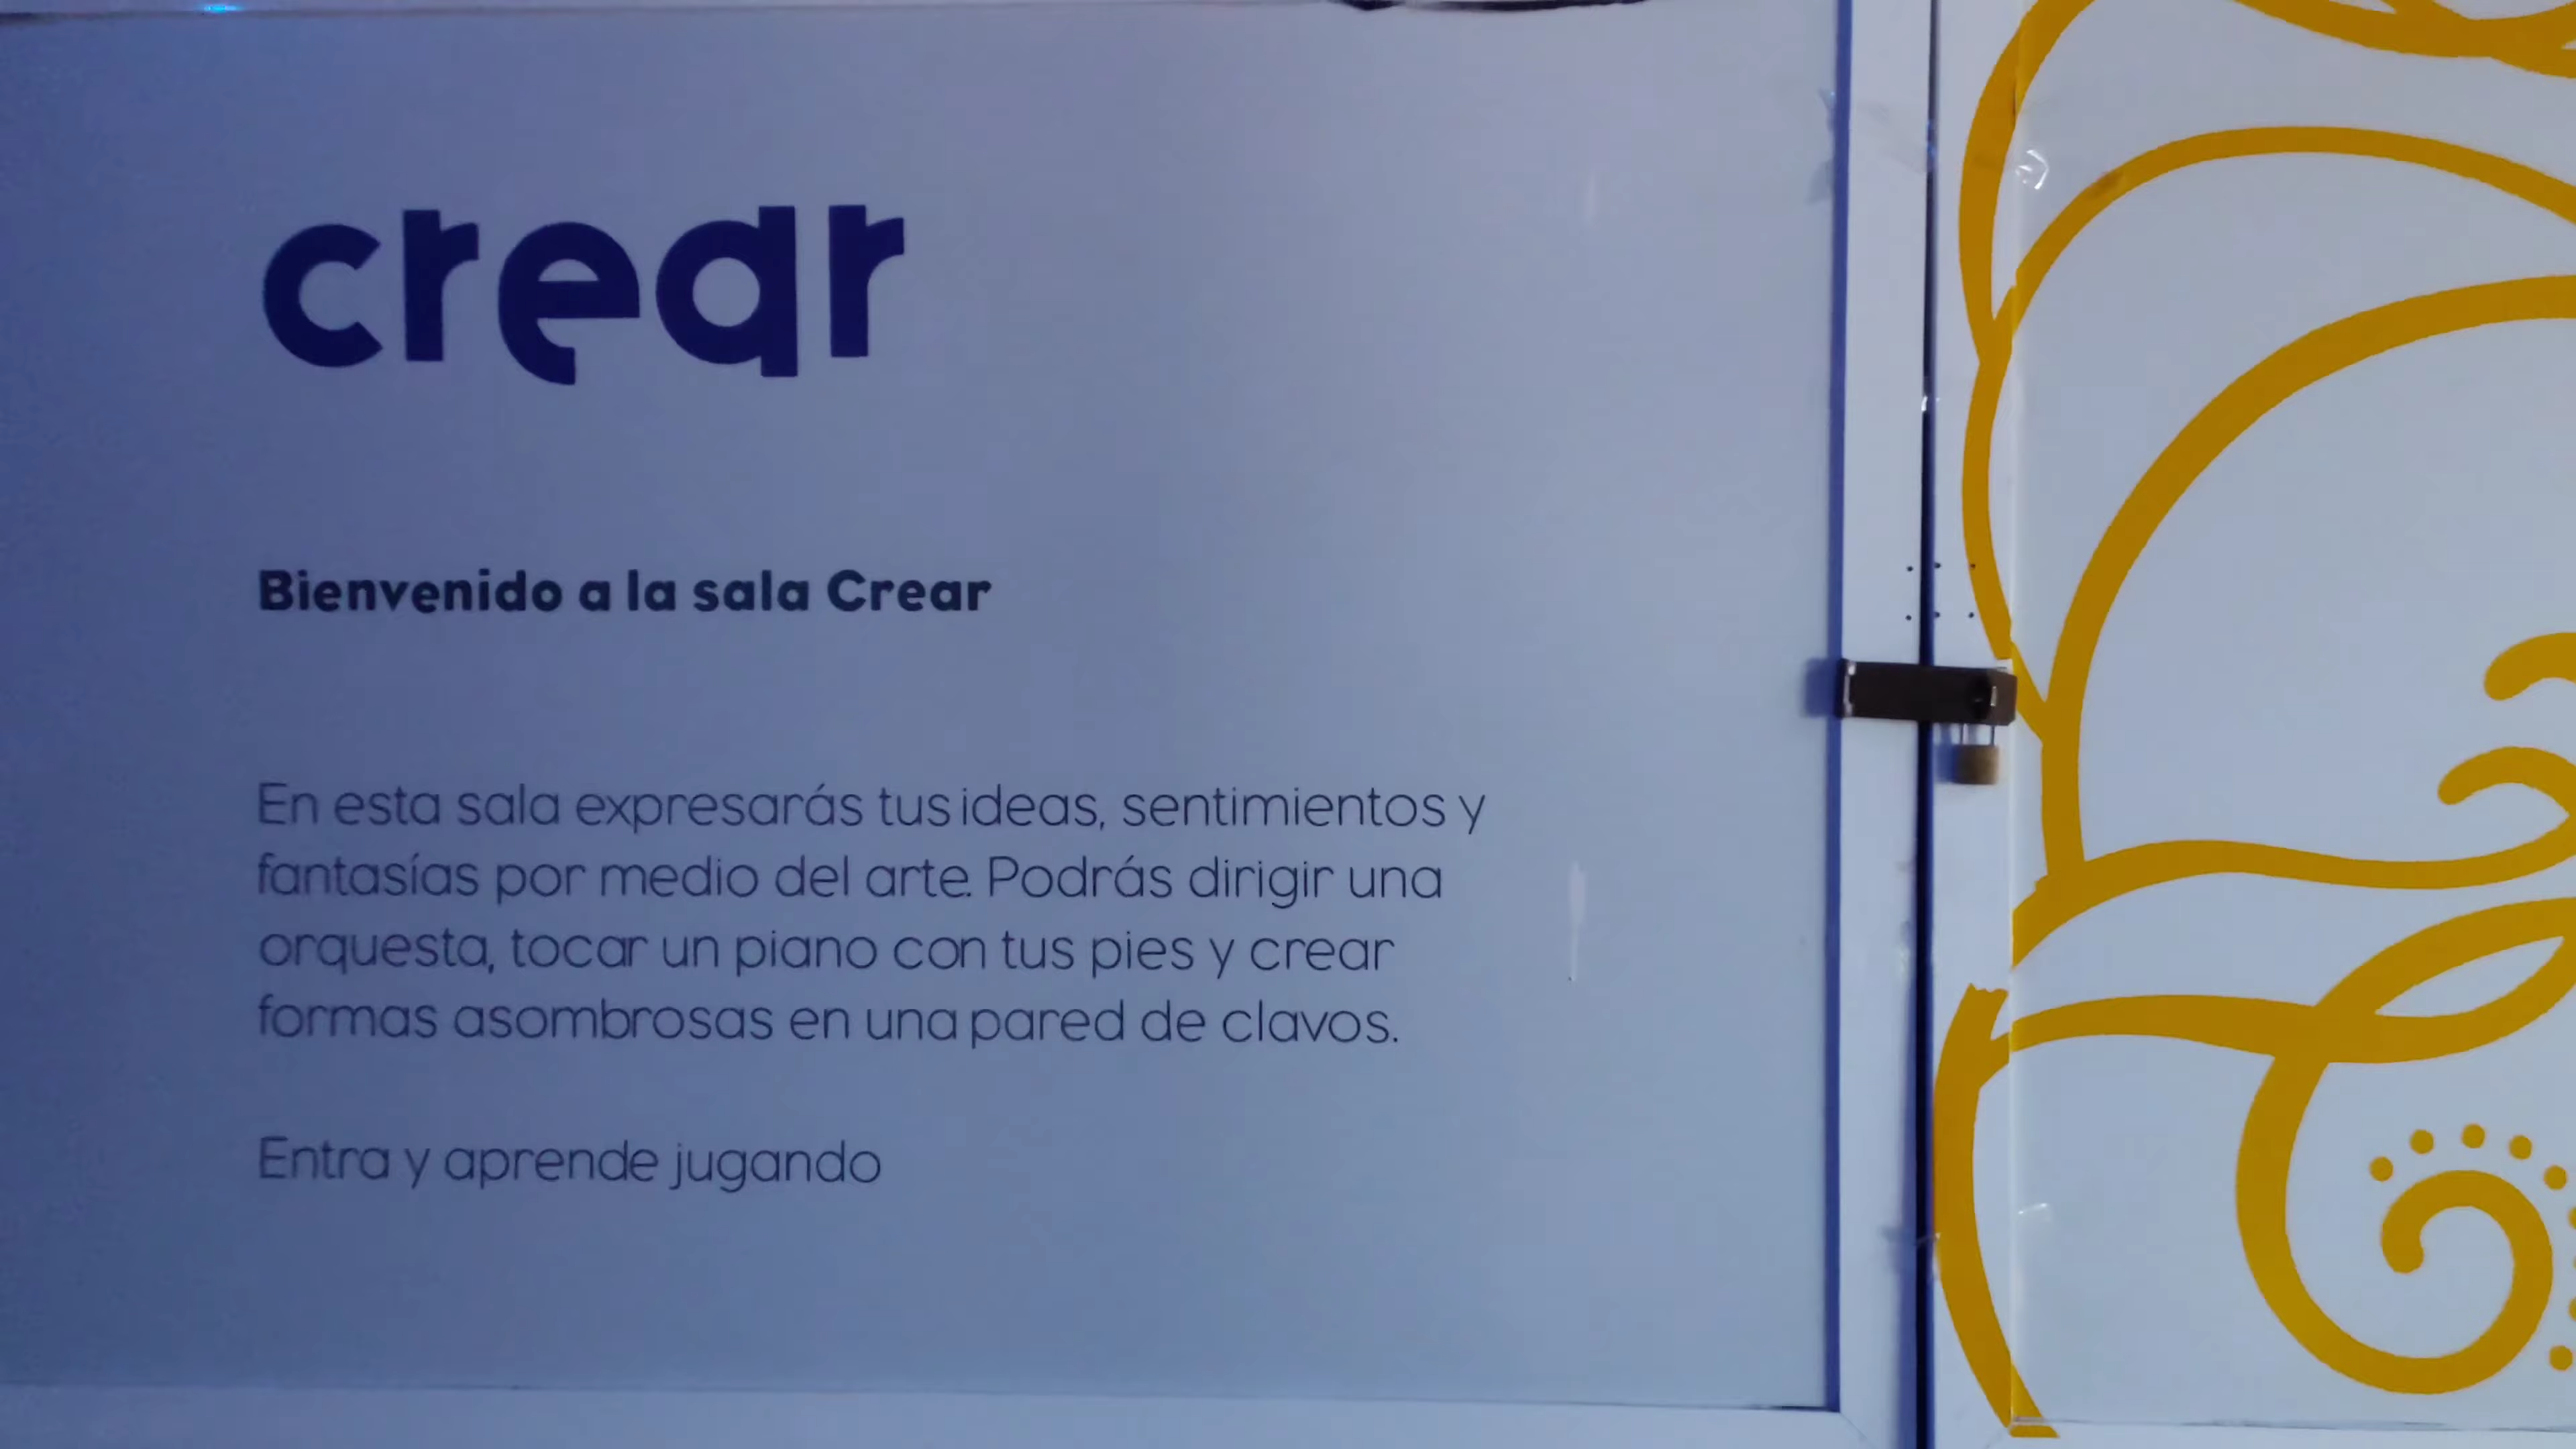 crear
Bienvenido a la sala Crear
En esta sala expresarás tus ideas, sentimientos y
fantasías por medio del arte. Podrás dirigir una
orquesta, tocar un piano con tus pies y crear
formas asombrosas en una pared de clavos.
Entra y aprende jugando